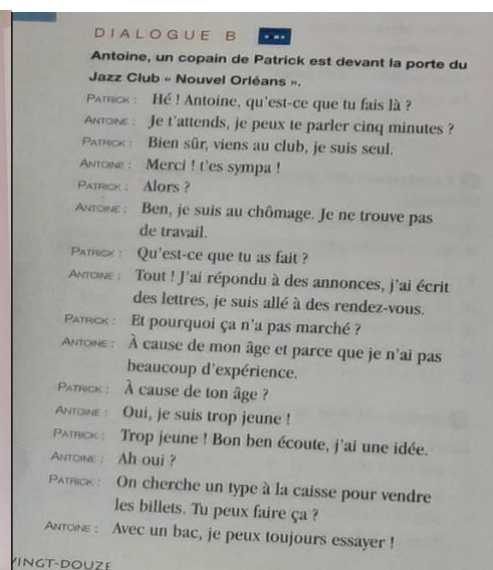 DIALOGUE B
Antoine, un copain de Patrick est devant la porte du
Jazz Club « Nouvel Orléans ».
PATRICK : Hé ! Antoine, qu'est-ce que tu fais là ?
ANTOINE : Je t'attends, je peux te parler cinq minutes ?
PATRICK : Bien sûr, viens au club, je suis seul.
ANTOINE : Merci ! t'es sympa !
PATRICK : Alors ?
ANTOINE : Ben, je suis au chômage. Je ne trouve pas
de travail.
PATRICK : Qu'est-ce que tu as fait ?
ANTOINE : Tout ! J'ai répondu à des annonces, j'ai écrit
des lettres, je suis allé à des rendez-vous.
PATRICK : Et pourquoi ça n'a pas marché ?
ANTOINE : À cause de mon âge et parce que je n'ai pas
beaucoup d'expérience.
PATRICK : À cause de ton âge ?
ANTOINE : Oui, je suis trop jeune !
PATRICK : Trop jeune ! Bon ben écoute, j'ai une idée.
ANTOINE : Ah oui ?
PATRICK : On cherche un type à la caisse pour vendre
les billets. Tu peux faire ça ?
ANTOINE : Avec un bac, je peux toujours essayer !
VINGT-DOUZE